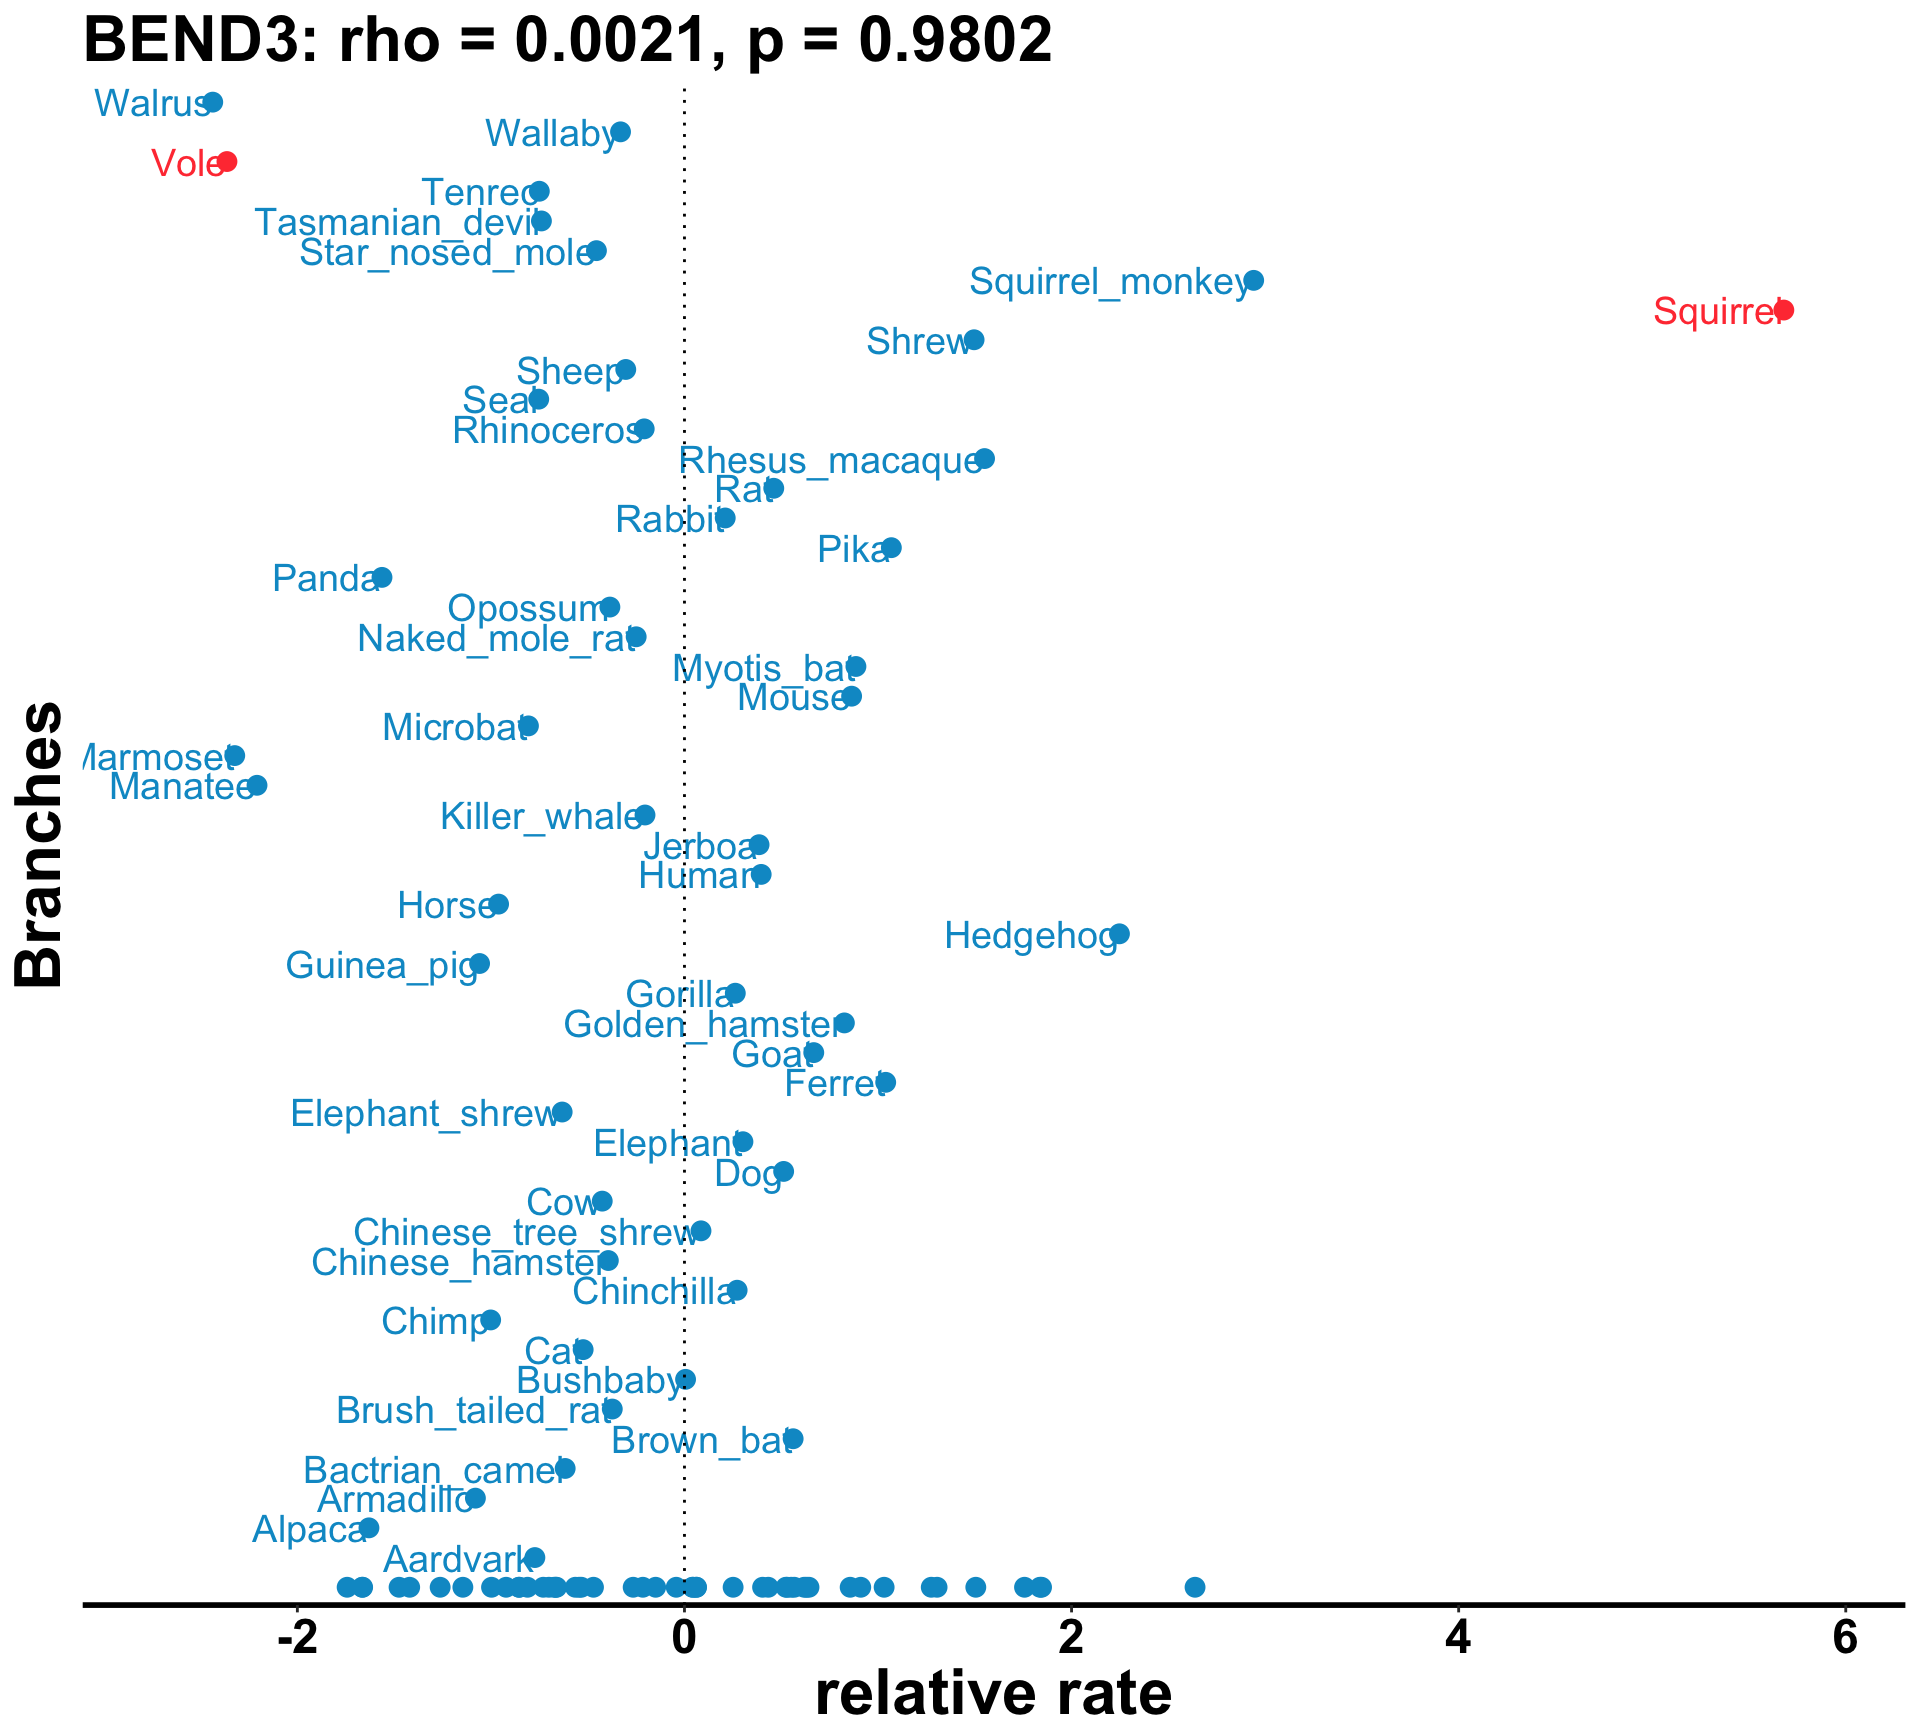 BEND3: rho = 0.0021, p = 0.9802
Walrus
Wallaby
Vole
Tenrec
Tasmanian_devil
Star_nosed_mole
Squirrel_monkey
Squirrel
Shrew
Sheep
Seal
Rhinoceros
Rhesus_macaque
Rat
Rabbit
Pika
Panda
Opossum
Naked_mole_rat
Myotis_bat
Mouse
Microbat
Marmoset
Manatee
Killer_whale
Jerboa
Human
Horse
Hedgehog
Guinea_pig
Gorilla
Golden_hamster
Goat
Ferret
Elephant_shrew
Elephant
Dog
Cow
Chinese_tree_shrew
Chinese_hamster
Chinchilla
Chimp
Cat
Bushbaby
Brush_tailed_rat
Brown_bat
Bactrian_camel
Armadillo
Alpaca
Aardvark
Branches
-2 0 2 4 6
relative rate